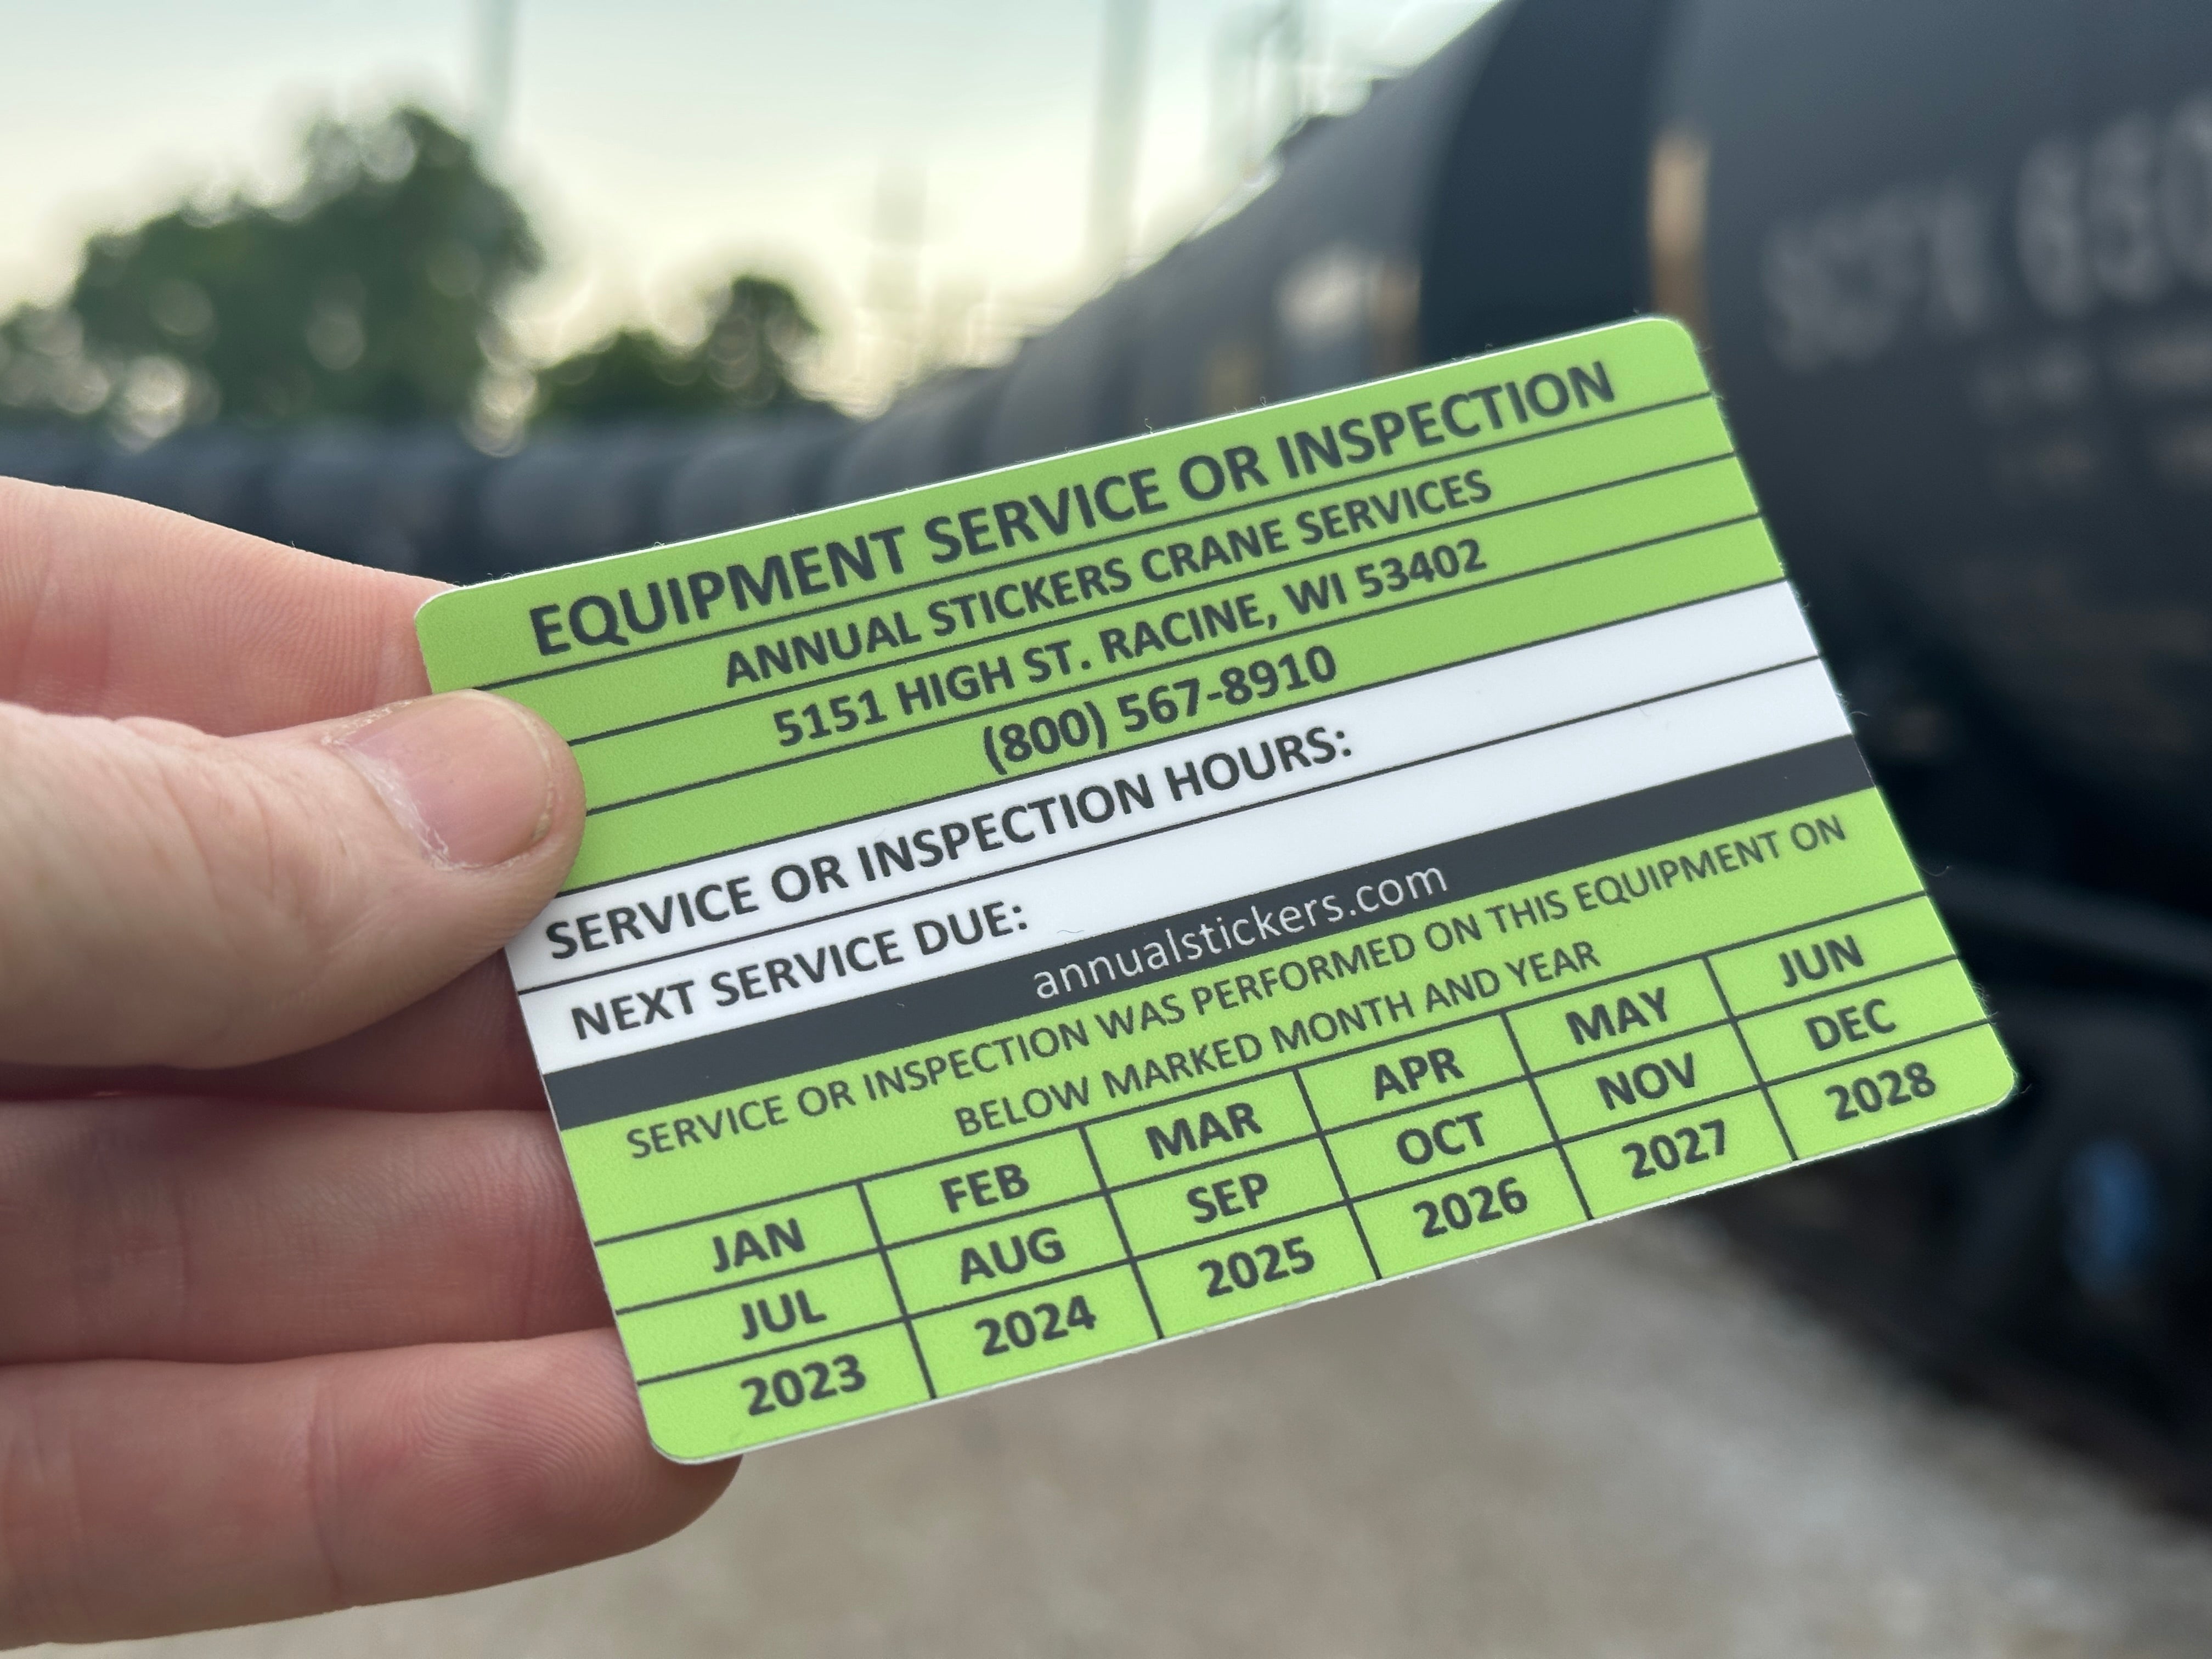 EQUIPMENT SERVICE OR INSPECTION
ANNUAL STICKERS CRANE SERVICES
5151 HIGH ST. RACINE, WI 53402
(800) 567-8910
SERVICE OR INSPECTION HOURS:
NEXT SERVICE DUE:
annualstickers.com
SERVICE OR INSPECTION WAS PERFORMED ON THIS EQUIPMENT ON
BELOW MARKED MONTH AND YEAR
JAN FEB MAR APR MAY JUN
JUL AUG SEP OCT NOV DEC
2023 2024 2025 2026 2027 2028